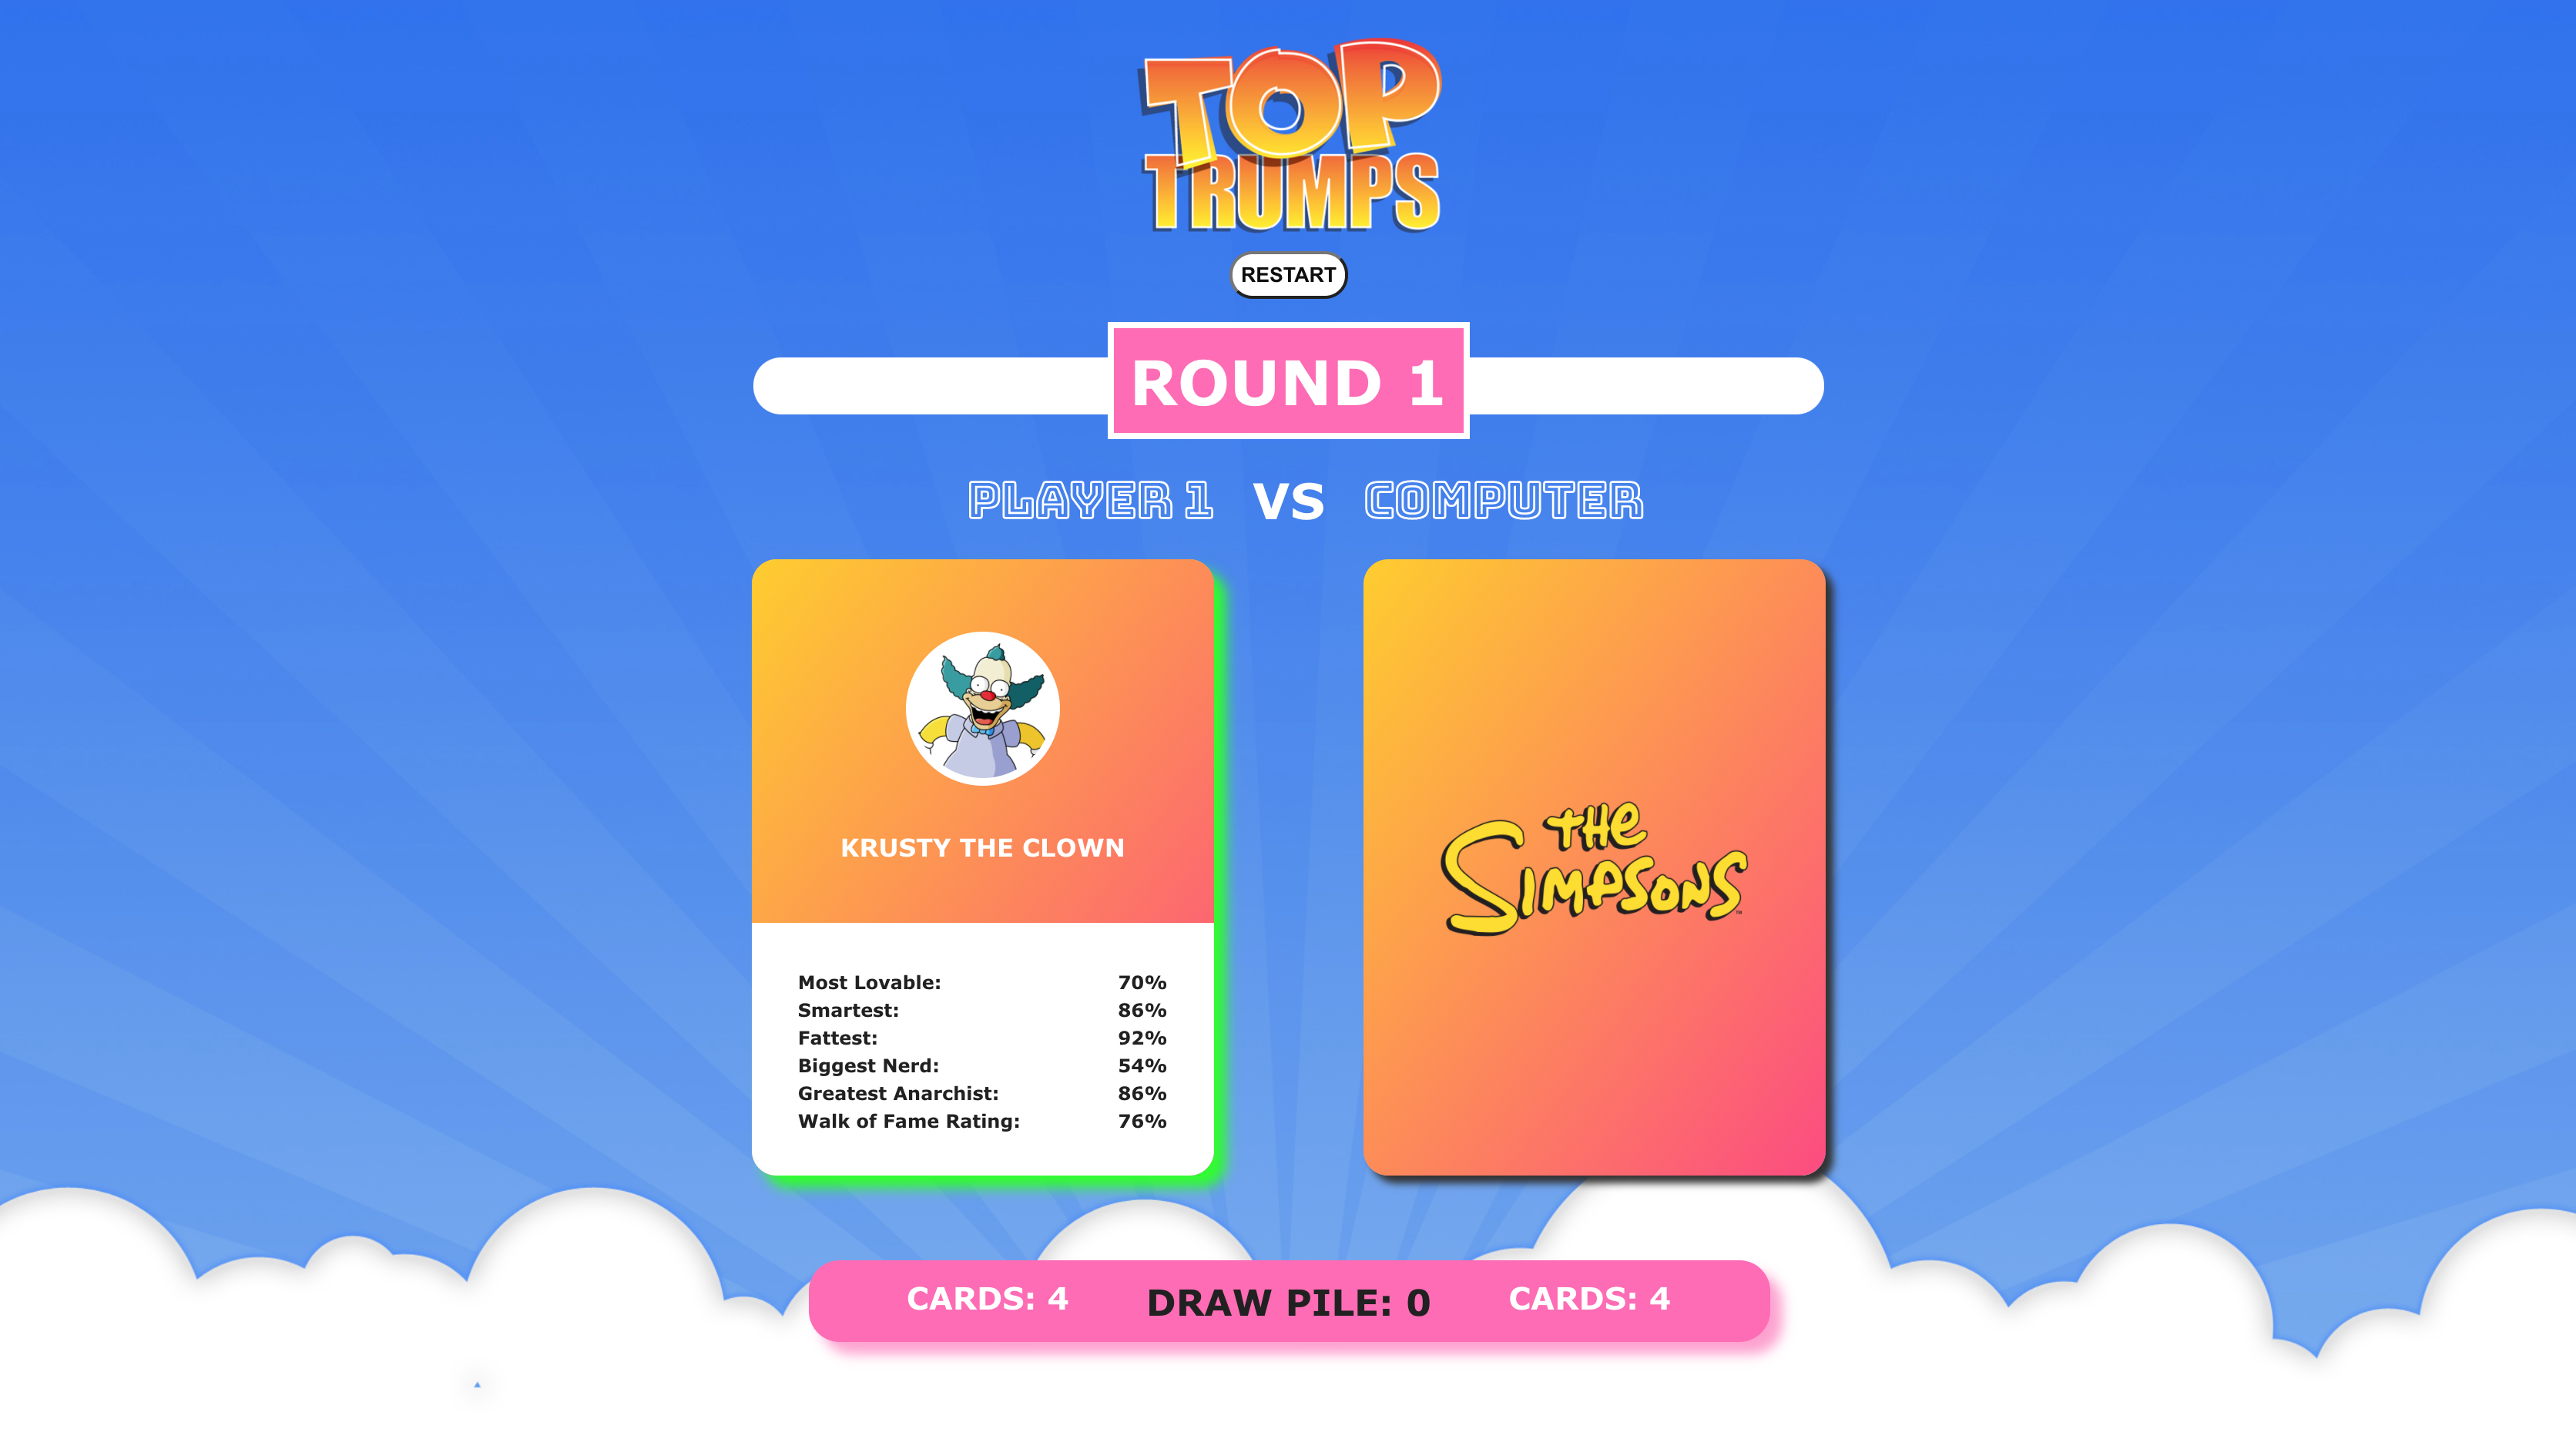 TOP
TRUMPS
RESTART
ROUND 1
PLAYER 1 VS COMPUTER
KRUSTY THE CLOWN
Most Lovable: 70%
Smartest: 86%
Fattest: 92%
Biggest Nerd: 54%
Greatest Anarchist: 86%
Walk of Fame Rating: 76%
THE
SIMPSONS™
CARDS: 4 DRAW PILE: 0 CARDS: 4